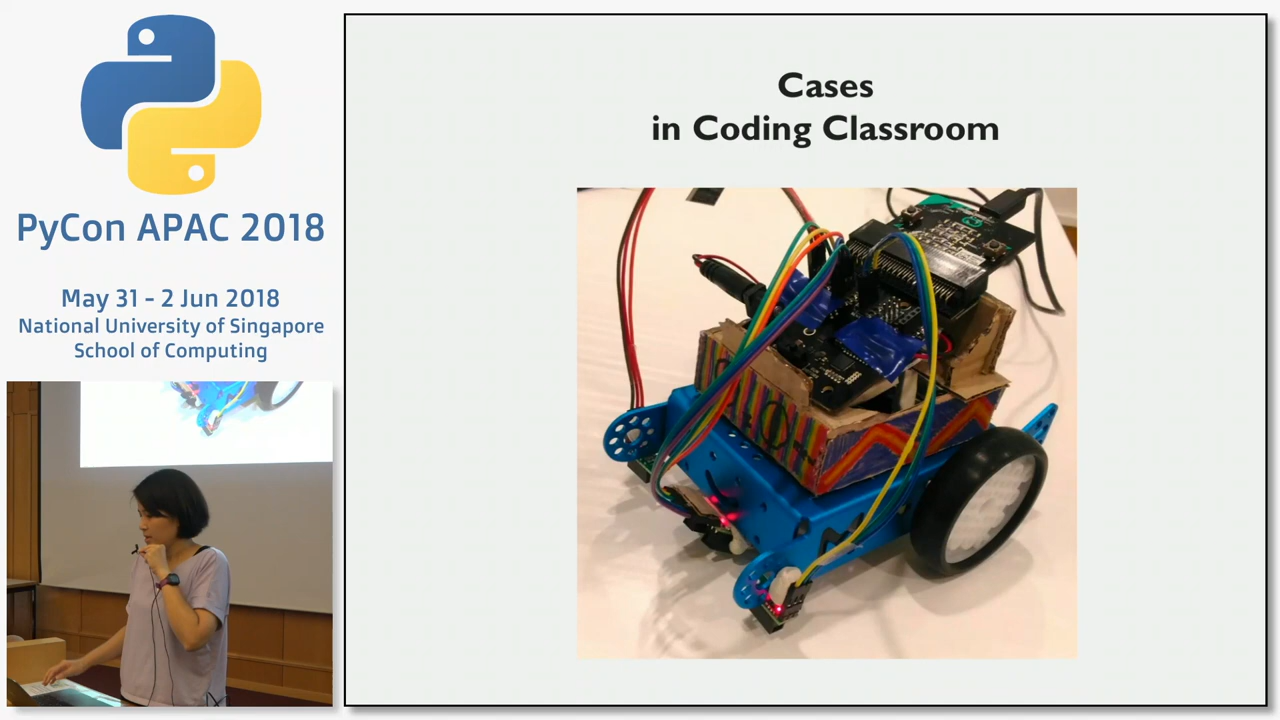 PyCon APAC 2018
May 31 - 2 Jun 2018
National University of Singapore
School of Computing
Cases
in Coding Classroom